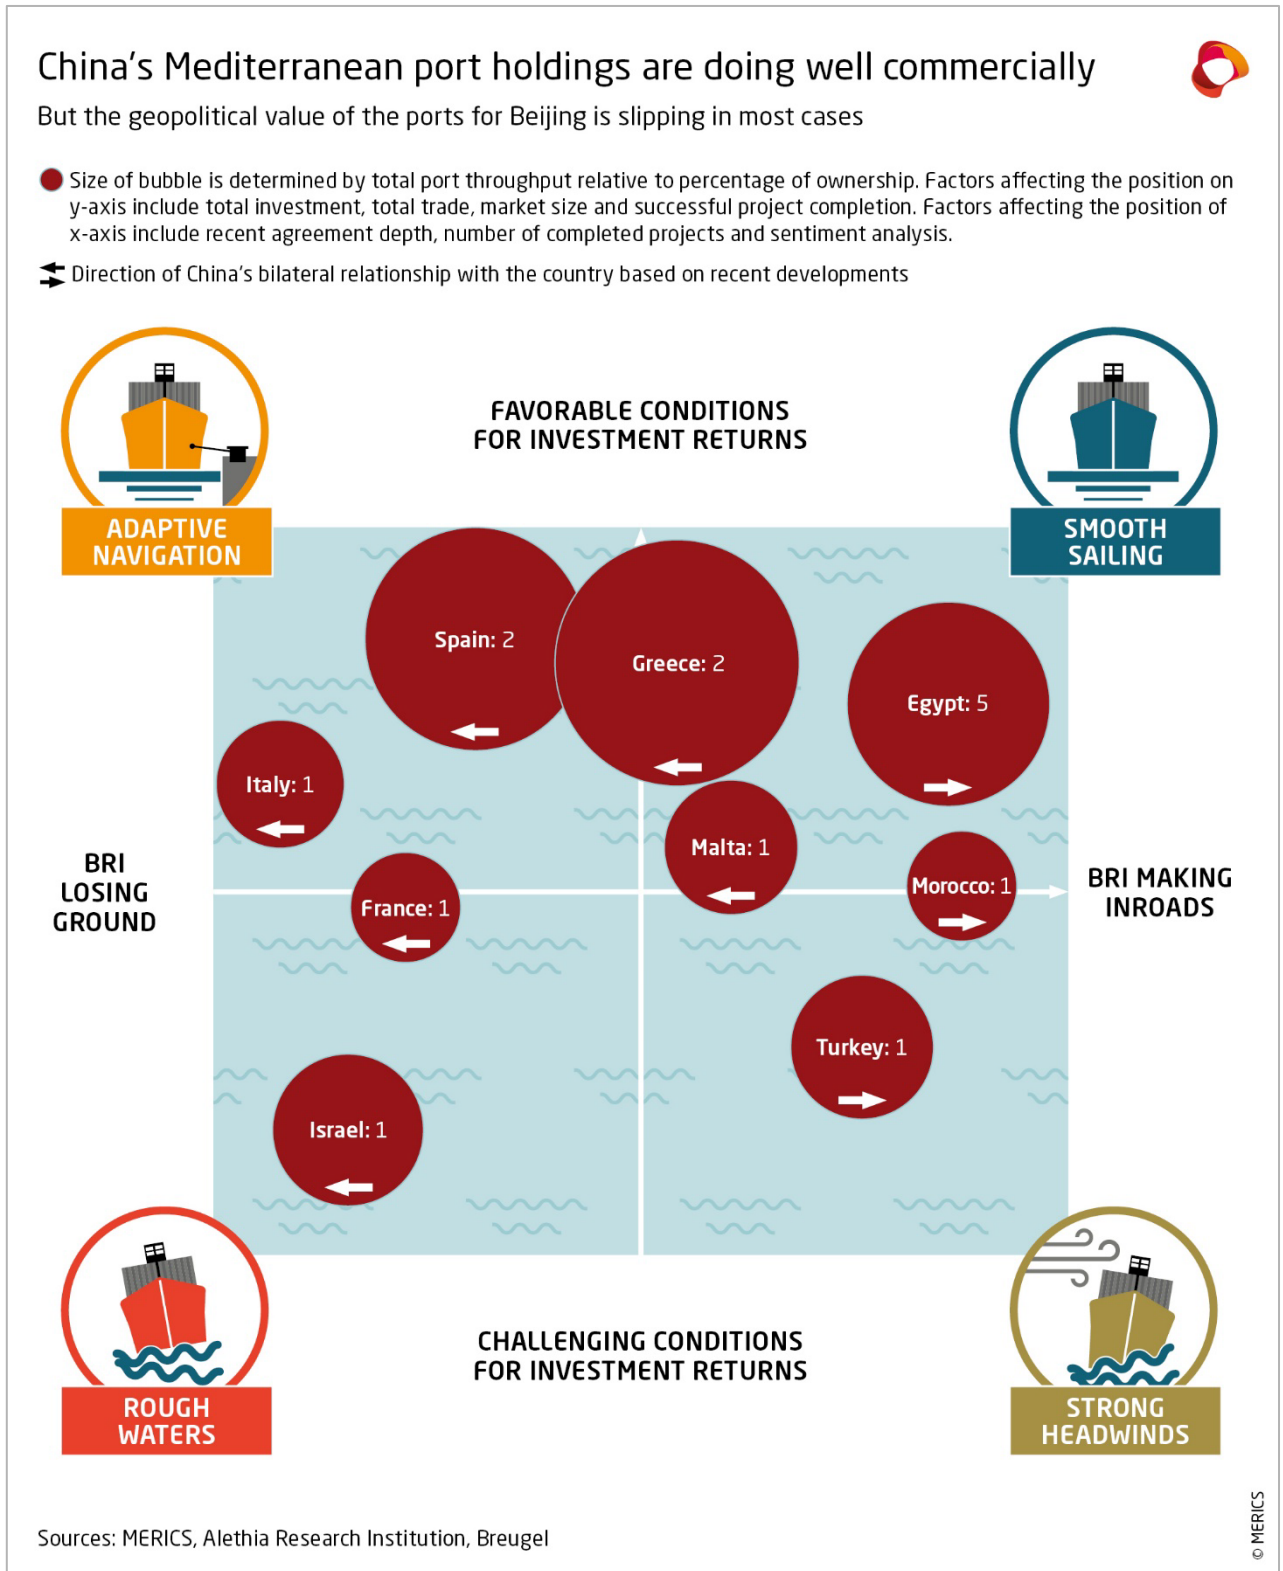 China's Mediterranean port holdings are doing well commercially
But the geopolitical value of the ports for Beijing is slipping in most cases
Size of bubble is determined by total port throughput relative to percentage of ownership. Factors affecting the position on
y-axis include total investment, total trade, market size and successful project completion. Factors affecting the position of
x-axis include recent agreement depth, number of completed projects and sentiment analysis.
Direction of China's bilateral relationship with the country based on recent developments
FAVORABLE CONDITIONS
FOR INVESTMENT RETURNS
ADAPTIVE
NAVIGATION
SMOOTH
SAILING
Spain: 2
Greece: 2
Egypt: 5
Italy: 1
Malta: 1
BRI
LOSING
GROUND
France: 1
Morocco: 1
BRI MAKING
INROADS
Turkey: 1
Israel: 1
CHALLENGING CONDITIONS
FOR INVESTMENT RETURNS
ROUGH
WATERS
STRONG
HEADWINDS
Sources: MERICS, Alethia Research Institution, Breugel
© MERICS